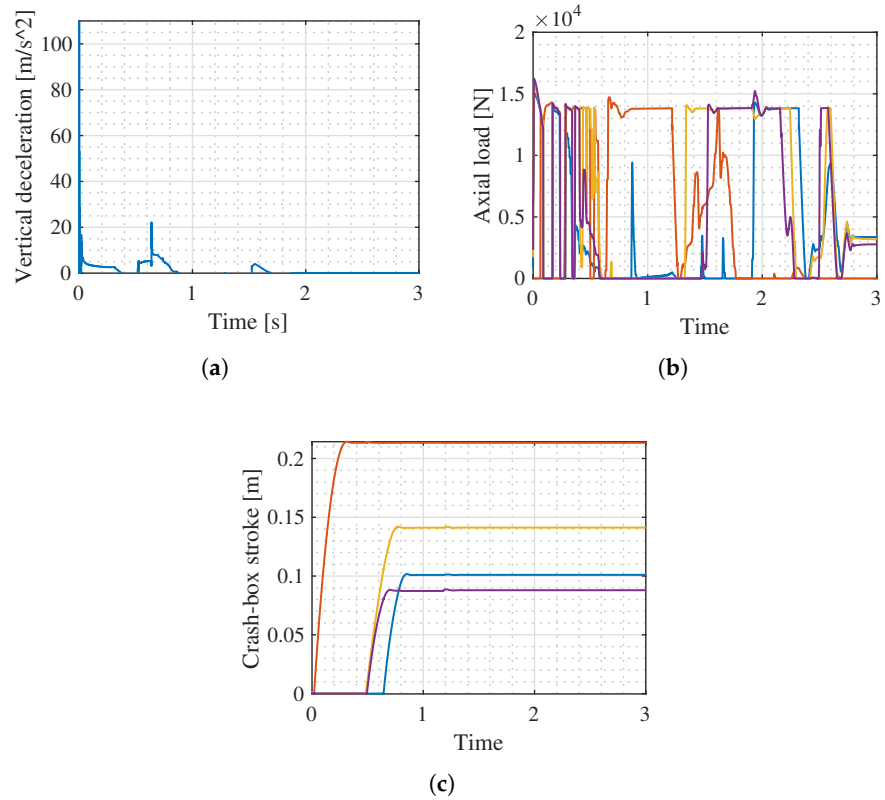 Vertical deceleration [m/s^2]
100
80
60
40
20
0
0 1 2 3
Time [s]
(a)
×10^4
Axial load [N]
2
1.5
1
0.5
0
0 1 2 3
Time
(b)
Crash-box stroke [m]
0.2
0.15
0.1
0.05
0
0 1 2 3
Time
(c)